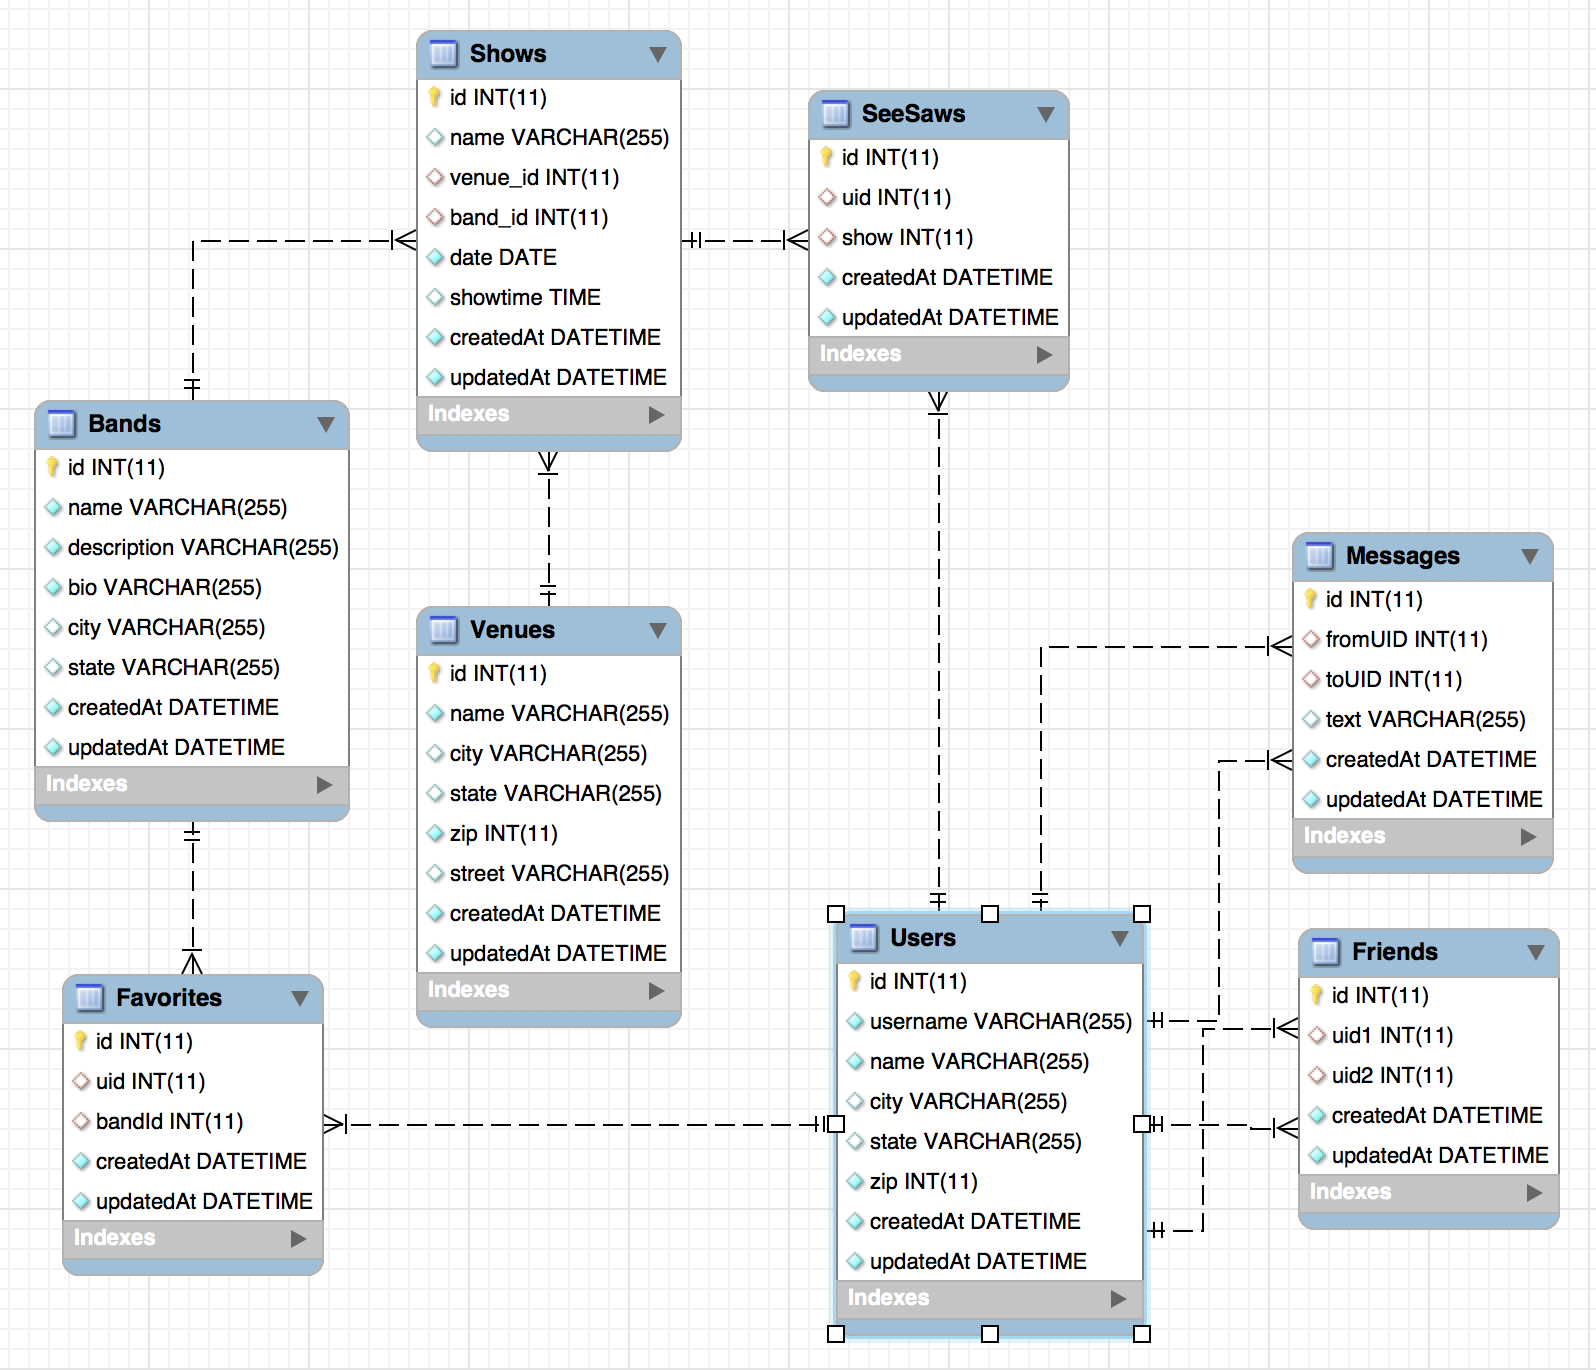 Shows
id INT(11)
name VARCHAR(255)
venue_id INT(11)
band_id INT(11)
date DATE
showtime TIME
createdAt DATETIME
updatedAt DATETIME
Indexes
SeeSaws
id INT(11)
uid INT(11)
show INT(11)
createdAt DATETIME
updatedAt DATETIME
Indexes
Bands
id INT(11)
name VARCHAR(255)
description VARCHAR(255)
bio VARCHAR(255)
city VARCHAR(255)
state VARCHAR(255)
createdAt DATETIME
updatedAt DATETIME
Indexes
Venues
id INT(11)
name VARCHAR(255)
city VARCHAR(255)
state VARCHAR(255)
zip INT(11)
street VARCHAR(255)
createdAt DATETIME
updatedAt DATETIME
Indexes
Messages
id INT(11)
fromUID INT(11)
toUID INT(11)
text VARCHAR(255)
createdAt DATETIME
updatedAt DATETIME
Indexes
Favorites
id INT(11)
uid INT(11)
bandId INT(11)
createdAt DATETIME
updatedAt DATETIME
Indexes
Users
id INT(11)
username VARCHAR(255)
name VARCHAR(255)
city VARCHAR(255)
state VARCHAR(255)
zip INT(11)
createdAt DATETIME
updatedAt DATETIME
Indexes
Friends
id INT(11)
uid1 INT(11)
uid2 INT(11)
createdAt DATETIME
updatedAt DATETIME
Indexes